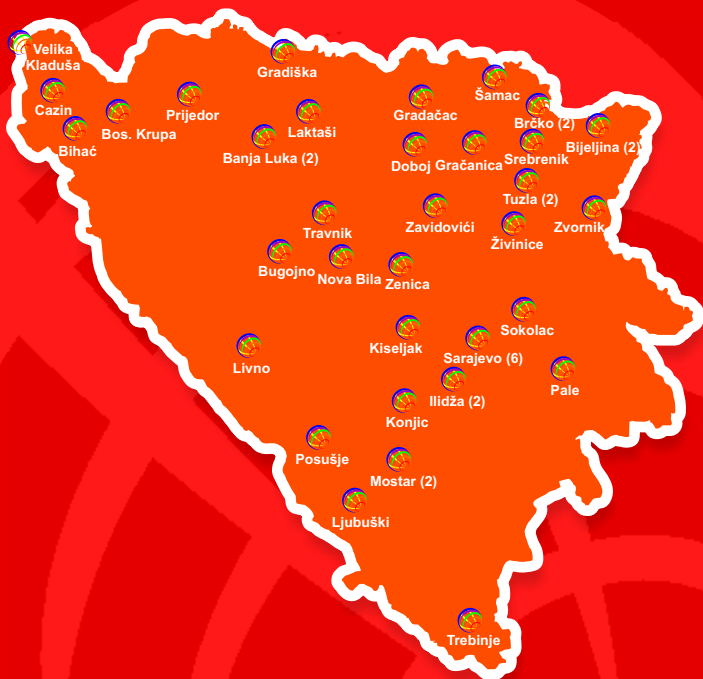 Velika
Kladuša
Gradiška
Šamac
Cazin
Prijedor
Gradačac
Bos. Krupa
Laktaši
Brčko (2)
Bihać
Banja Luka (2)
Doboj
Gračanica
Srebrenik
Bijeljina (2)
Tuzla (2)
Travnik
Zavidovići
Živinice
Zvornik
Bugojno
Nova Bila
Zenica
Sokolac
Kiseljak
Sarajevo (6)
Livno
Pale
Ilidža (2)
Konjic
Posušje
Mostar (2)
Ljubuški
Trebinje